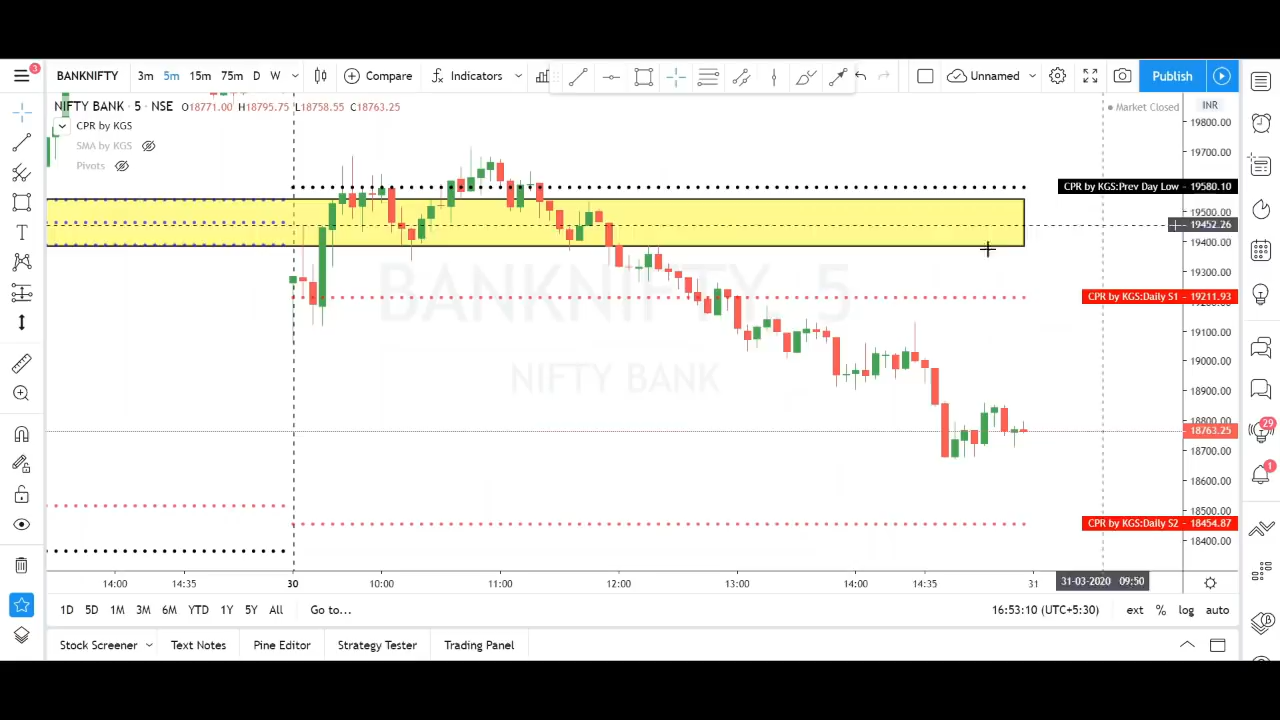 3
BANKNIFTY 3m 5m 15m 75m D W Compare Indicators Unnamed Publish
NIFTY BANK · 5 · NSE O18771.00 H18795.75 L18758.55 C18763.25
Market Closed
INR
CPR by KGS
SMA by KGS
Pivots
19800.00
19700.00
CPR by KGS:Prev Day Low 19580.10
19500.00
19452.26
19400.00
19300.00
CPR by KGS:Daily S1 19211.93
19100.00
19000.00
18900.00
18800.00
18763.25
18700.00
18600.00
18500.00
CPR by KGS:Daily S2 18454.87
18400.00
BANKNIFTY, 5
NIFTY BANK
29
1
14:00 14:35 30 10:00 11:00 12:00 13:00 14:00 14:35 31 31-03-2020 09:50
1D 5D 1M 3M 6M YTD 1Y 5Y All Go to... 16:53:10 (UTC+5:30) ext % log auto
Stock Screener Text Notes Pine Editor Strategy Tester Trading Panel